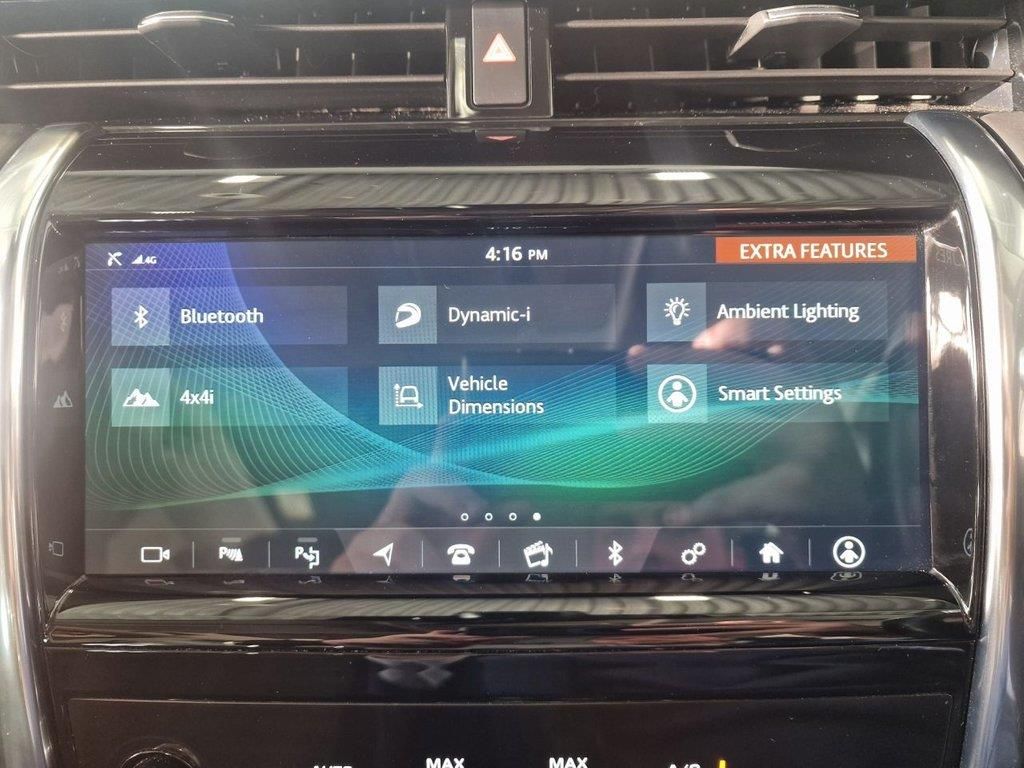 4G
4:16 PM
EXTRA FEATURES
Bluetooth
Dynamic-i
Ambient Lighting
4x4i
Vehicle
Dimensions
Smart Settings
MAX
MAX